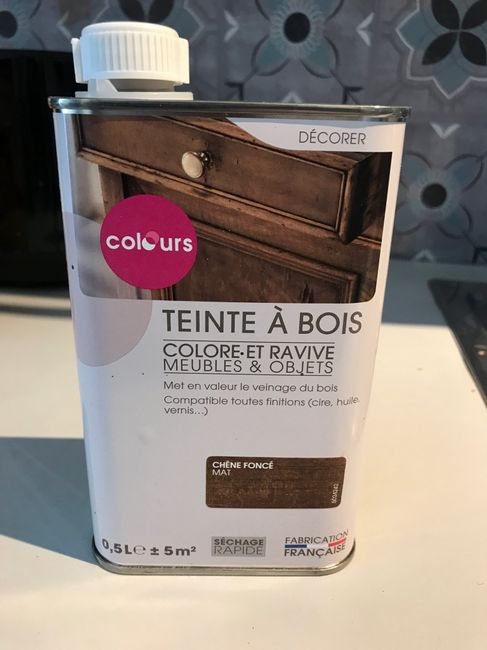 DÉCORER
colours
TEINTE À BOIS
COLORE ET RAVIVE
MEUBLES & OBJETS
Met en valeur le veinage du bois
Compatible toutes finitions (cire, huile,
vernis...)
CHÊNE FONCÉ
MAT
0,5L e ± 5m²
SÉCHAGE
RAPIDE
FABRICATION
FRANÇAISE